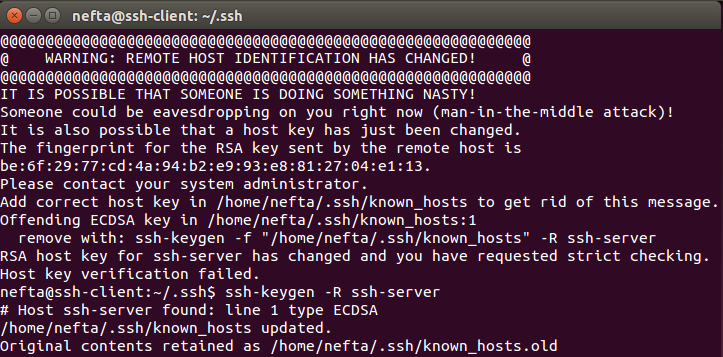 nefta@ssh-client: ~/.ssh
@@@@@@@@@@@@@@@@@@@@@@@@@@@@@@@@@@@@@@@@@@@@@@@@@@@@@@@@@@@
@    WARNING: REMOTE HOST IDENTIFICATION HAS CHANGED!     @
@@@@@@@@@@@@@@@@@@@@@@@@@@@@@@@@@@@@@@@@@@@@@@@@@@@@@@@@@@@
IT IS POSSIBLE THAT SOMEONE IS DOING SOMETHING NASTY!
Someone could be eavesdropping on you right now (man-in-the-middle attack)!
It is also possible that a host key has just been changed.
The fingerprint for the RSA key sent by the remote host is
be:6f:29:77:cd:4a:94:b2:e9:93:e8:81:27:04:e1:13.
Please contact your system administrator.
Add correct host key in /home/nefta/.ssh/known_hosts to get rid of this message.
Offending ECDSA key in /home/nefta/.ssh/known_hosts:1
  remove with: ssh-keygen -f "/home/nefta/.ssh/known_hosts" -R ssh-server
RSA host key for ssh-server has changed and you have requested strict checking.
Host key verification failed.
nefta@ssh-client:~/.ssh$ ssh-keygen -R ssh-server
# Host ssh-server found: line 1 type ECDSA
/home/nefta/.ssh/known_hosts updated.
Original contents retained as /home/nefta/.ssh/known_hosts.old